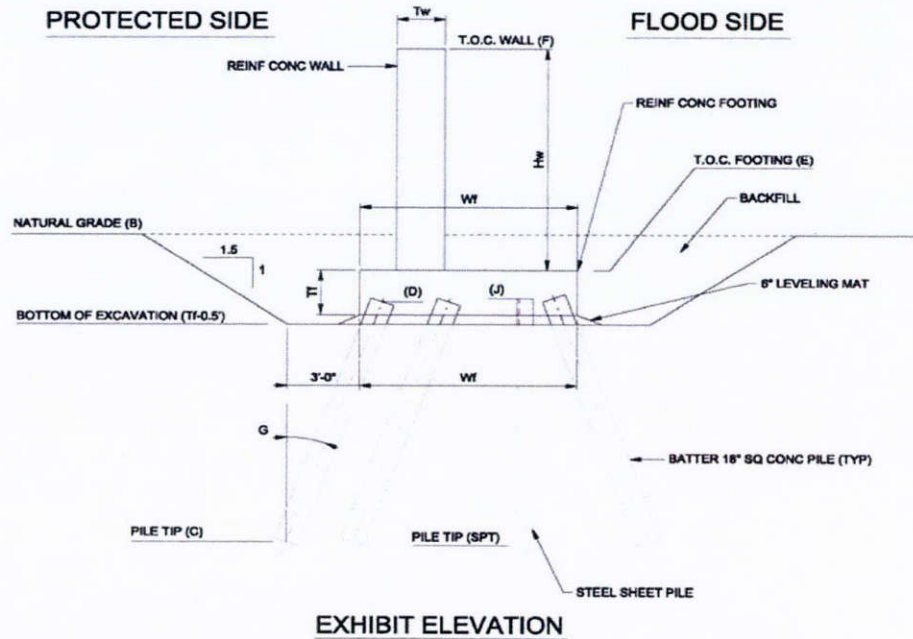 PROTECTED SIDE
Tw
FLOOD SIDE
T.O.C. WALL (F)
REINF CONC WALL
REINF CONC FOOTING
Hw
T.O.C. FOOTING (E)
Wf
BACKFILL
NATURAL GRADE (B)
1.5
1
Tf
(D)
(J)
6" LEVELING MAT
BOTTOM OF EXCAVATION (Tf-0.5')
3'-0"
Wf
G
BATTER 18" SQ CONC PILE (TYP)
PILE TIP (C)
PILE TIP (SPT)
STEEL SHEET PILE
EXHIBIT ELEVATION